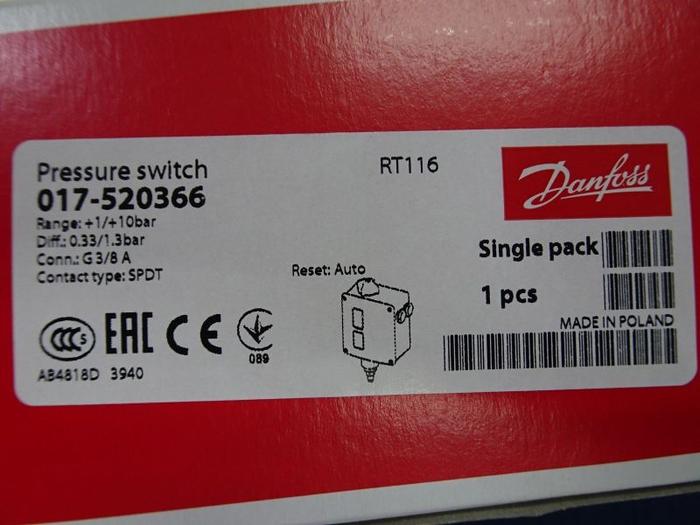 Pressure switch
RT116
017-520366
Range: +1/+10bar
Diff.: 0.33/1.3bar
Conn.: G 3/8 A
Contact type: SPDT
Danfoss
Single pack
Reset: Auto
1 pcs
CCC S EAC CE
089
MADE IN POLAND
AB4818D 3940